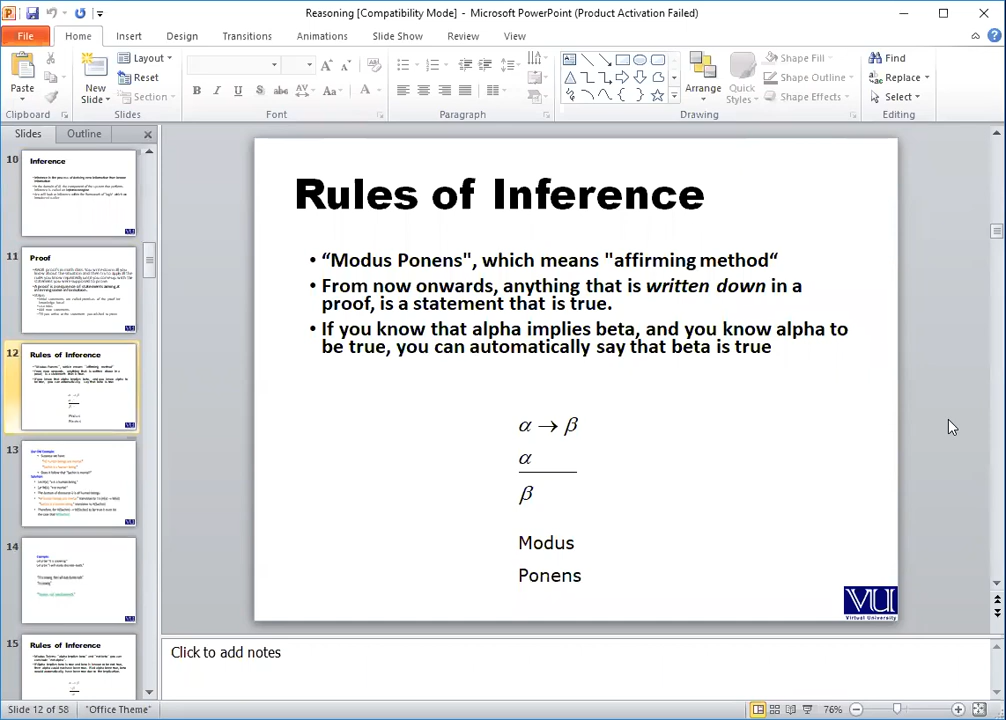 Reasoning [Compatibility Mode] - Microsoft PowerPoint (Product Activation Failed)
File Home Insert Design Transitions Animations Slide Show Review View
Paste
Clipboard
New
Slide
Layout
Reset
Section
Slides
B I U S abc AV Aa A
Font
Paragraph
Arrange
Quick
Styles
Shape Fill
Shape Outline
Shape Effects
Drawing
Find
Replace
Select
Editing
Slides Outline
10
Inference
11
Proof
12
Rules of Inference
13
14
15
Rules of Inference
Rules of Inference
• “Modus Ponens", which means "affirming method“
• From now onwards, anything that is written down in a
proof, is a statement that is true.
• If you know that alpha implies beta, and you know alpha to
be true, you can automatically say that beta is true
α → β
α
β
Modus
Ponens
VU
Virtual University
Click to add notes
Slide 12 of 58 "Office Theme" 76%